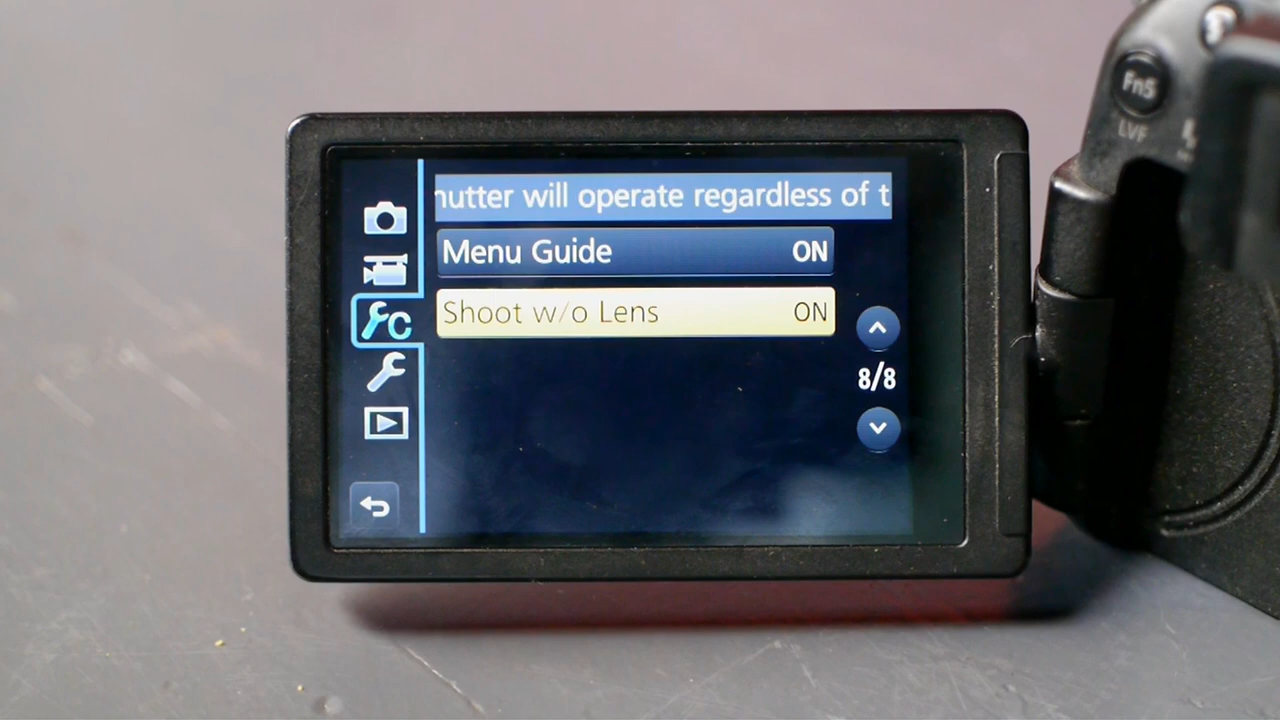 Fn5
LVF
nutter will operate regardless of t
Menu Guide ON
C
Shoot w/o Lens ON
8/8